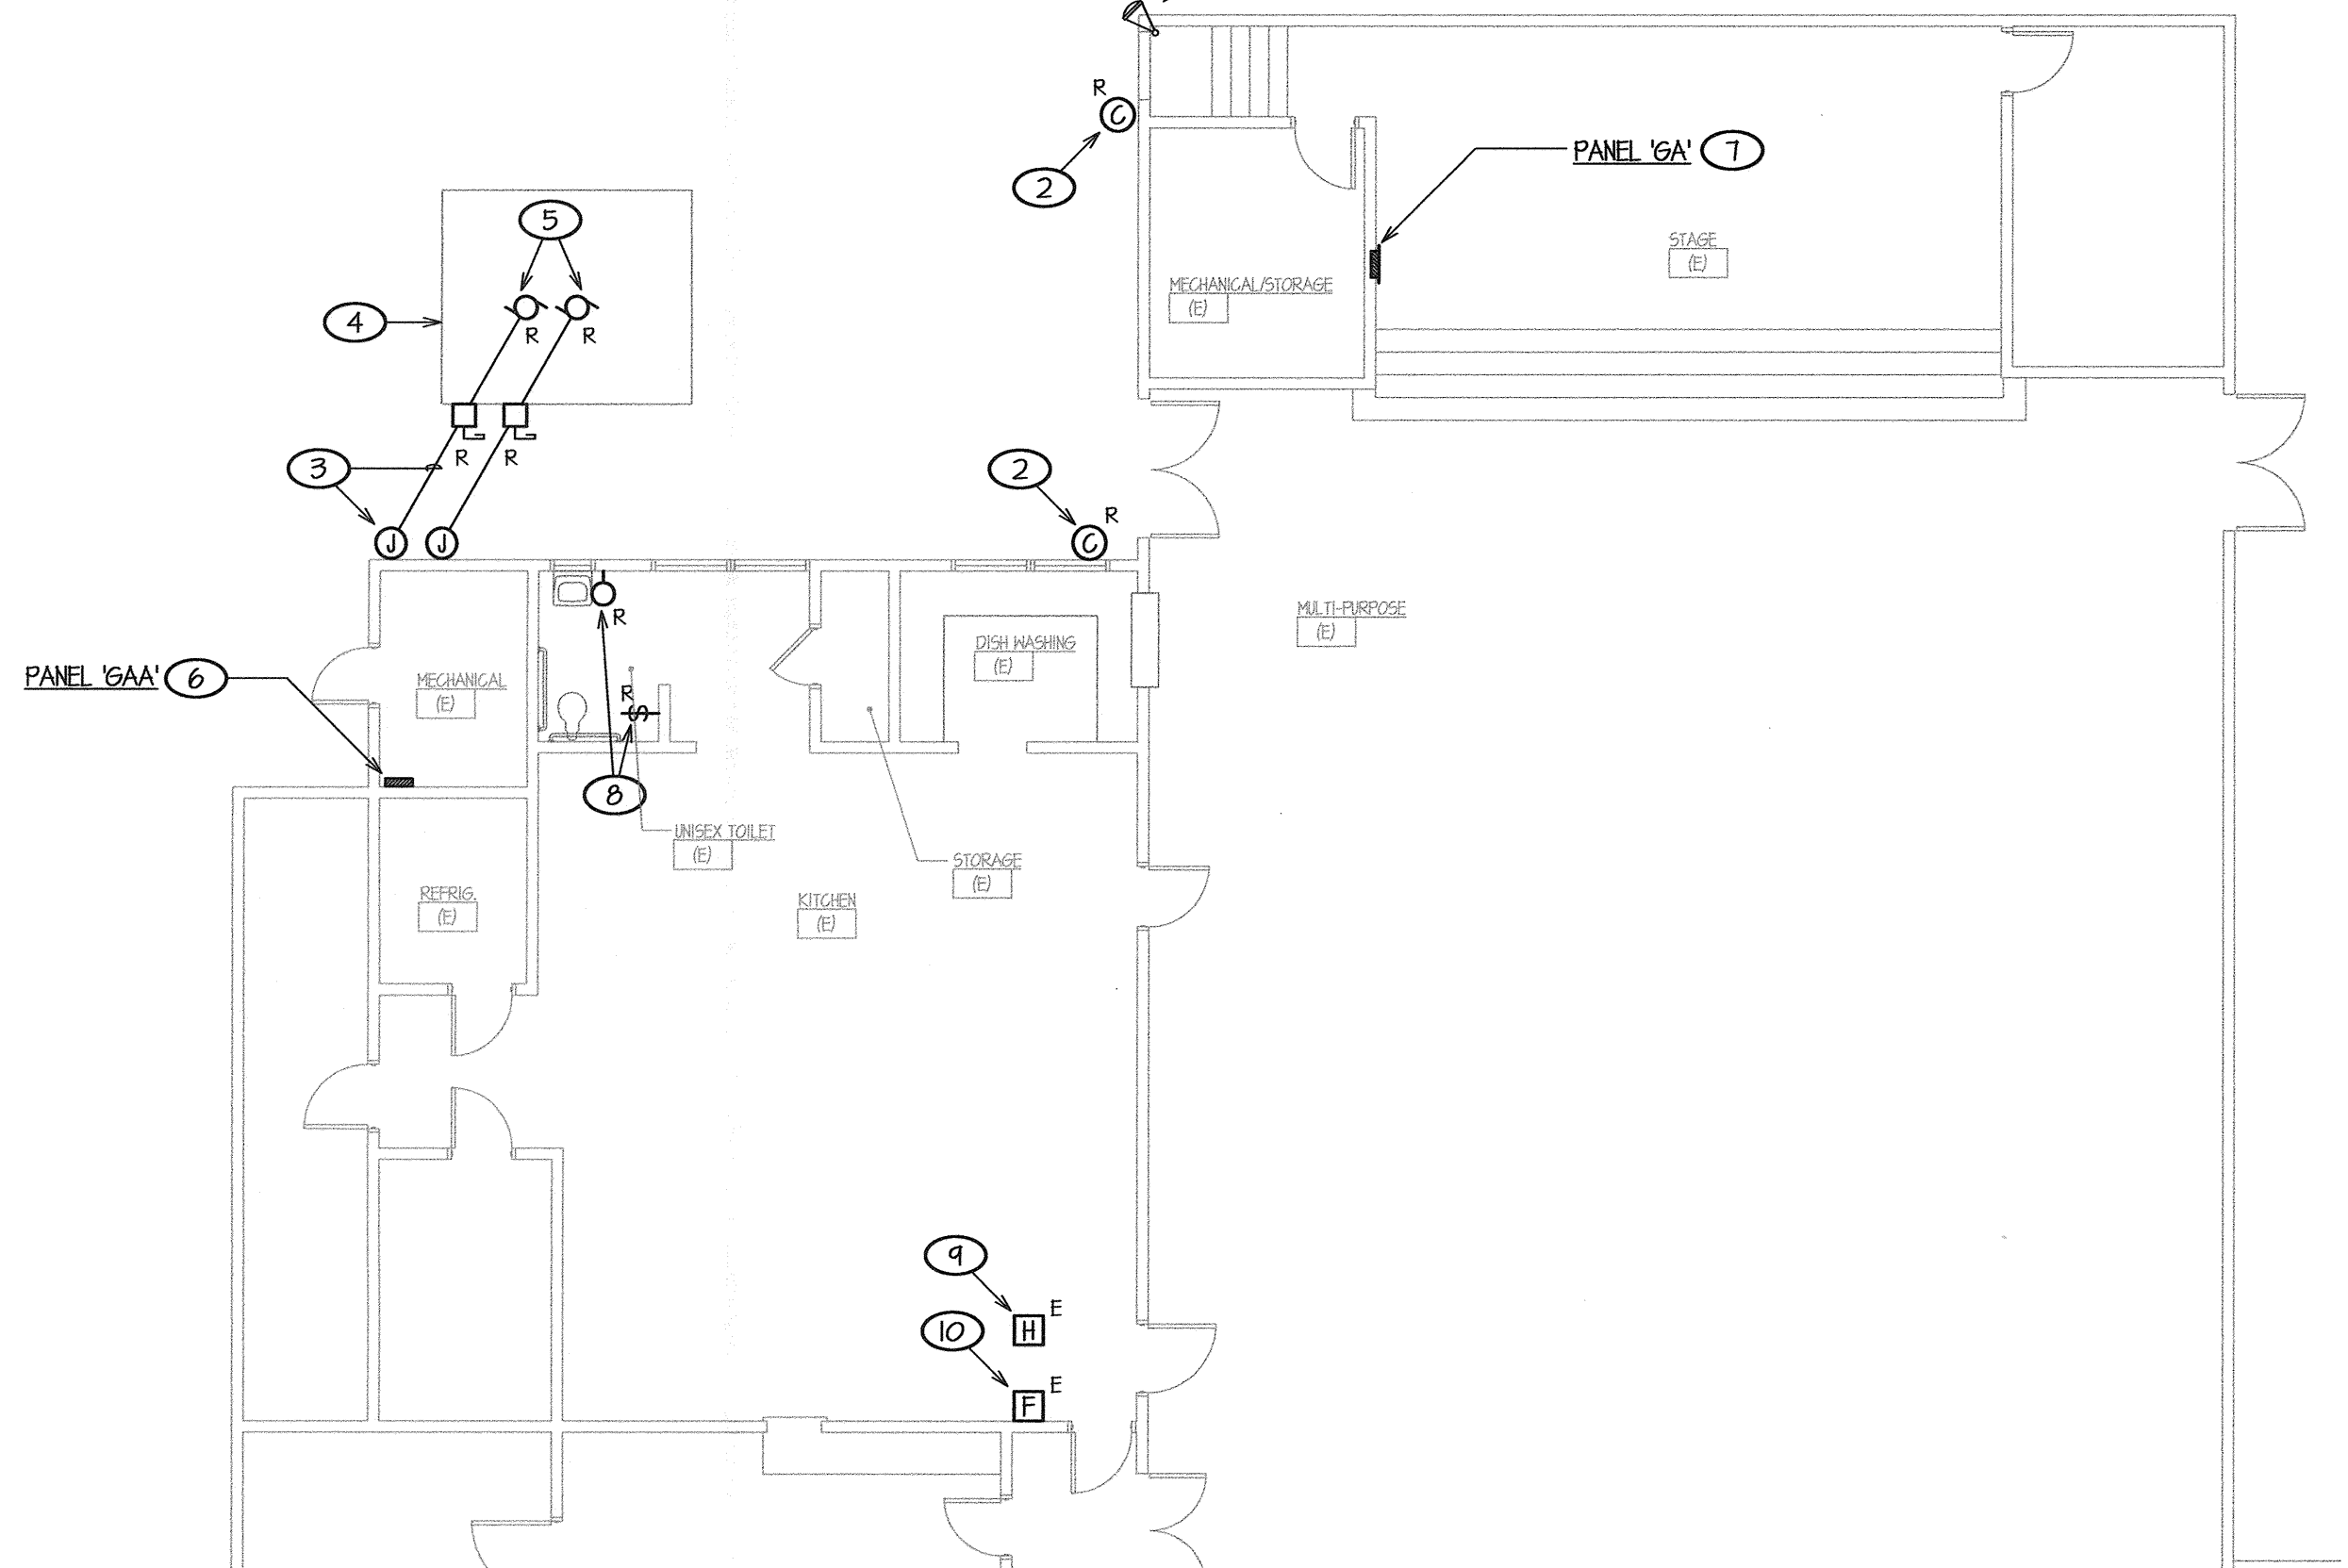 R
C
2
PANEL 'GA' 7
STAGE
(E)
MECHANICAL/STORAGE
(E)
5
4
R R
3
R R
J J
2
R
C
R
MULTI-PURPOSE
(E)
DISH WASHING
(E)
PANEL 'GAA' 6
MECHANICAL
(E)
R
S
8
UNISEX TOILET
(E)
STORAGE
(E)
REFRIG.
(E)
KITCHEN
(E)
9
E
H
10
E
F